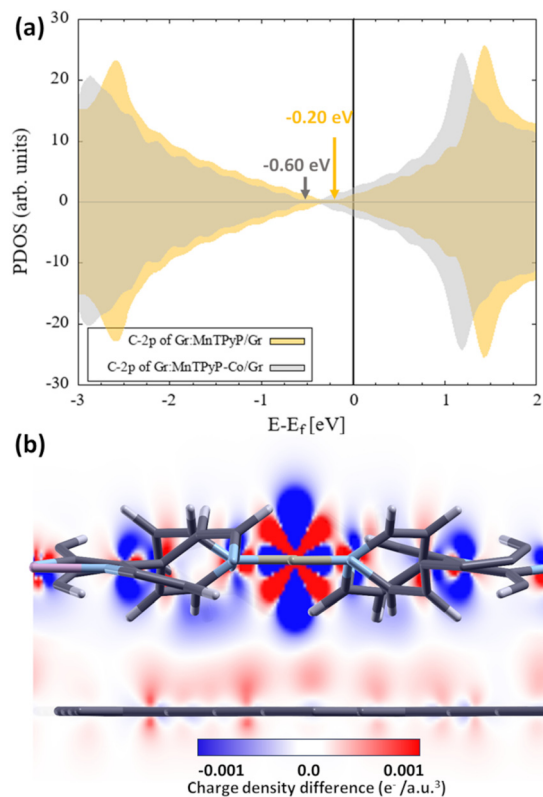 (a)
30
20
10
0
-10
-20
-30
PDOS (arb. units)
-0.20 eV
-0.60 eV
C-2p of Gr:MnTPyP/Gr
C-2p of Gr:MnTPyP-Co/Gr
-3 -2 -1 0 1 2
E-Ef [eV]
(b)
-0.001 0.0 0.001
Charge density difference (e⁻/a.u.³)